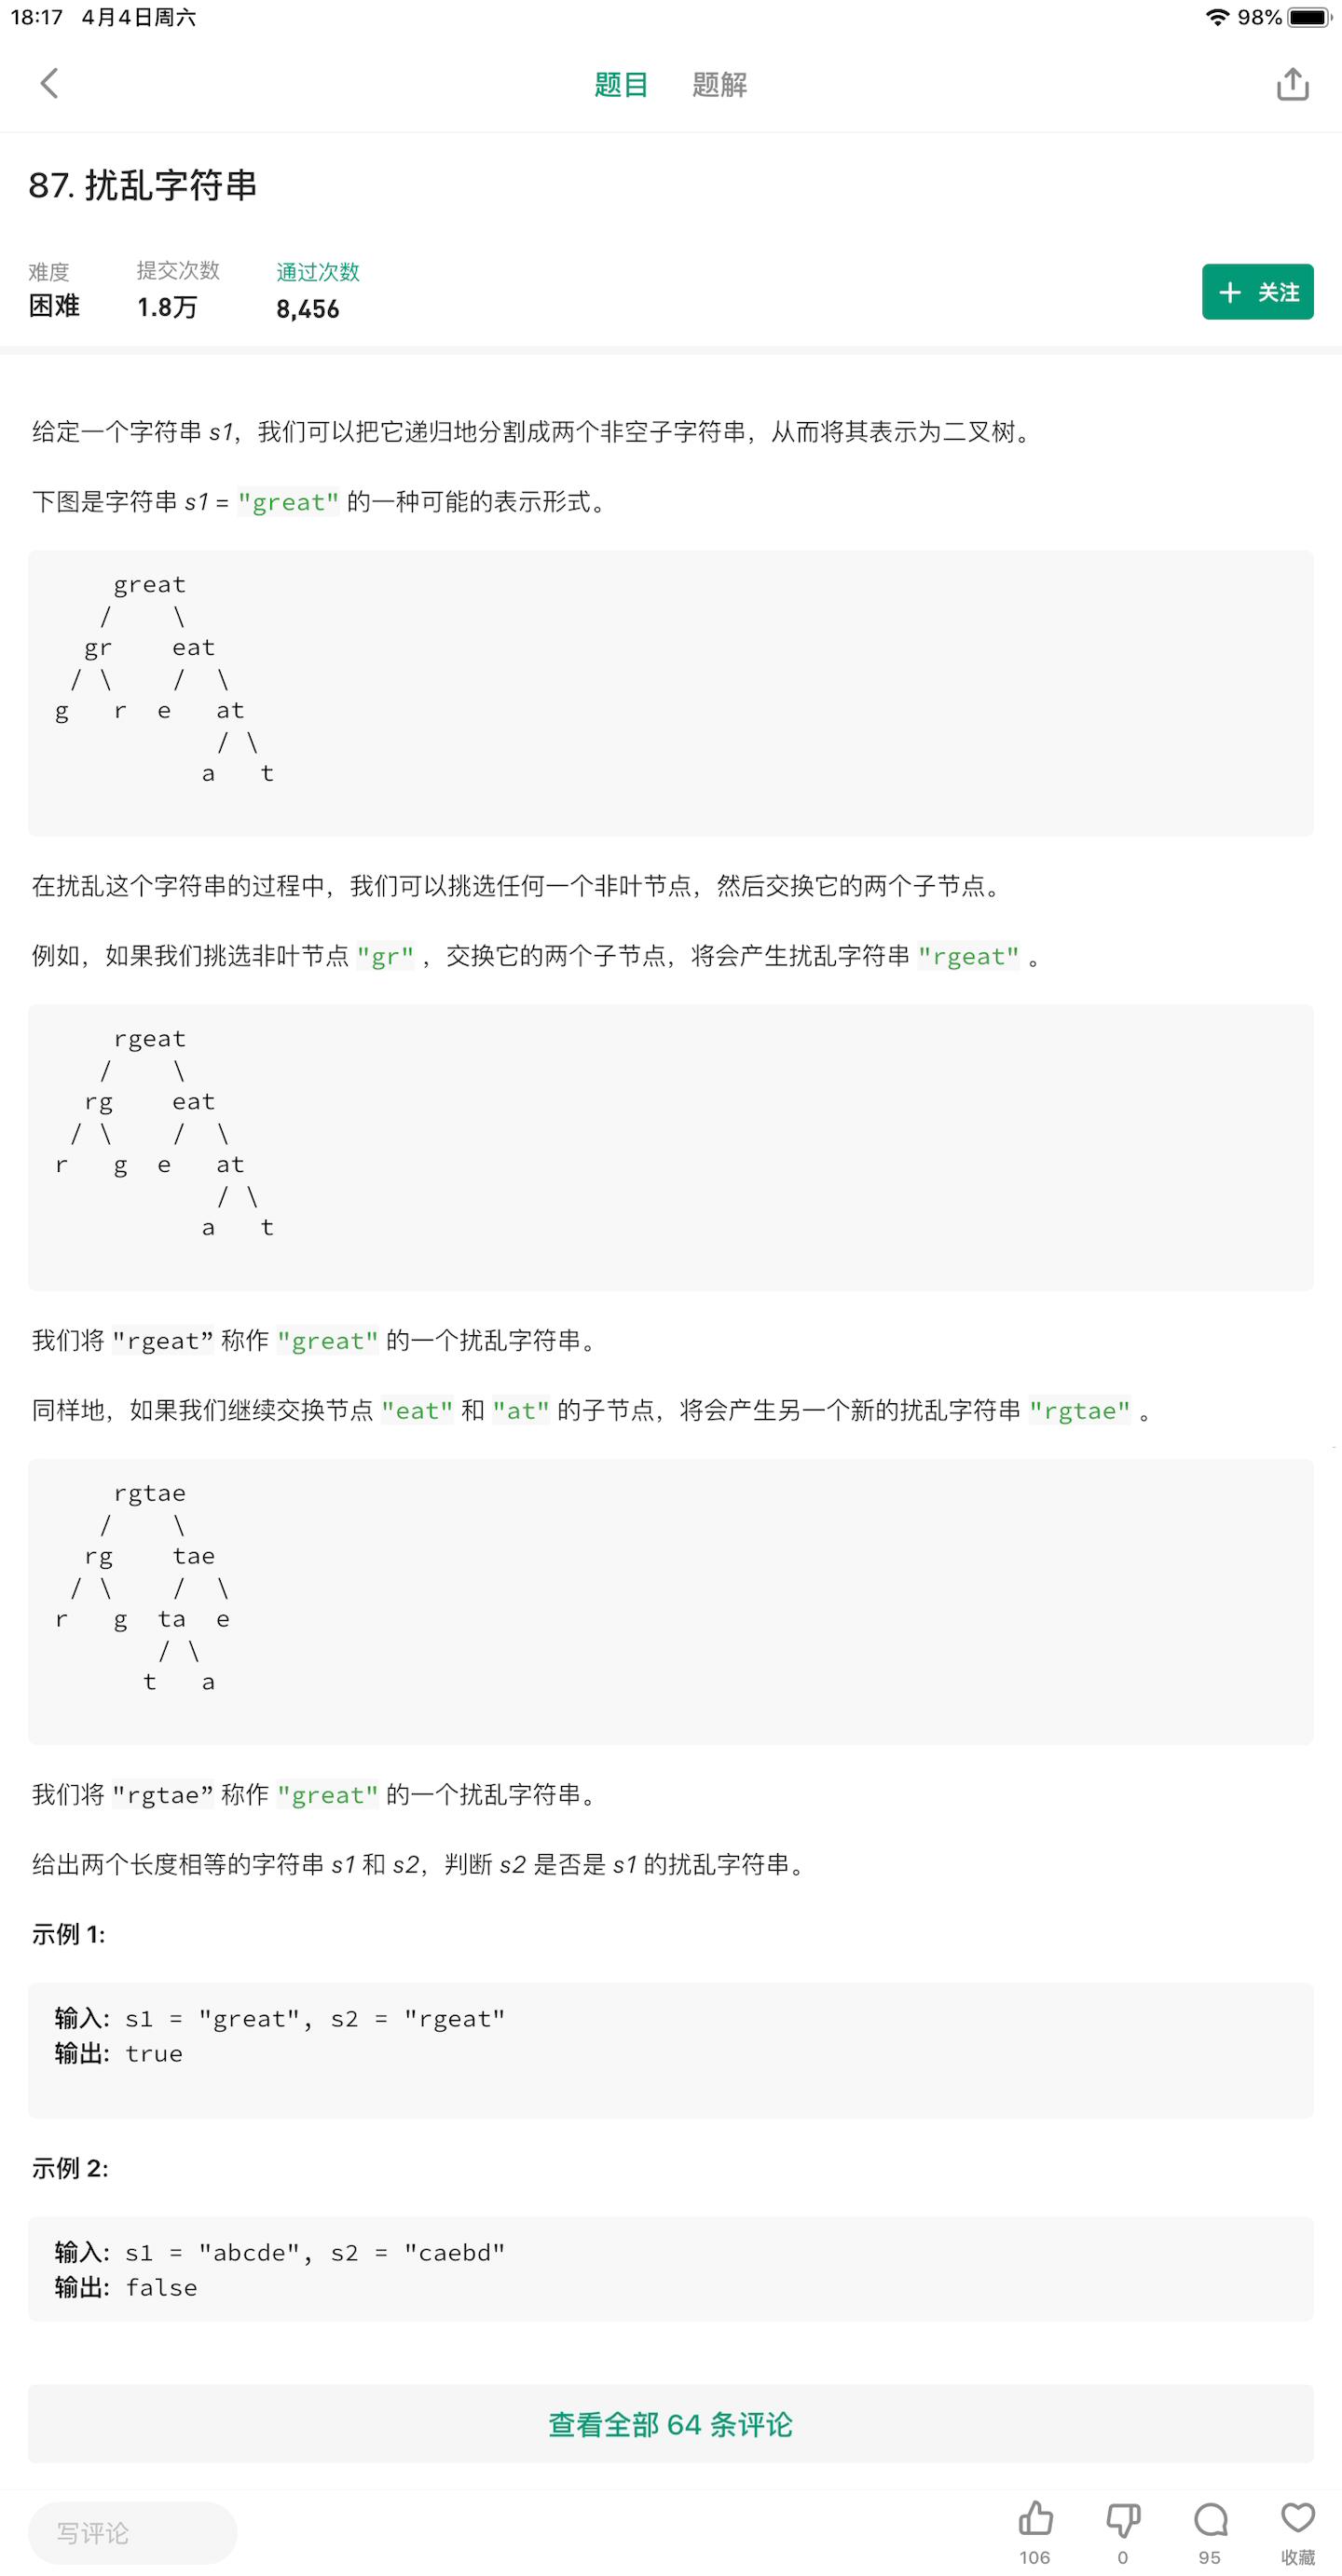 18:17 4月4日周六 98%
题目 题解
87. 扰乱字符串
难度 提交次数 通过次数
困难 1.8万 8,456
+ 关注
给定一个字符串 s1，我们可以把它递归地分割成两个非空子字符串，从而将其表示为二叉树。
下图是字符串 s1 = "great" 的一种可能的表示形式。
    great
   /    \
  gr    eat
 / \    /  \
g   r  e   at
           / \
          a   t
在扰乱这个字符串的过程中，我们可以挑选任何一个非叶节点，然后交换它的两个子节点。
例如，如果我们挑选非叶节点 "gr" ，交换它的两个子节点，将会产生扰乱字符串 "rgeat" 。
    rgeat
   /    \
  rg    eat
 / \    /  \
r   g  e   at
           / \
          a   t
我们将 "rgeat” 称作 "great" 的一个扰乱字符串。
同样地，如果我们继续交换节点 "eat" 和 "at" 的子节点，将会产生另一个新的扰乱字符串 "rgtae" 。
    rgtae
   /    \
  rg    tae
 / \    /  \
r   g  ta  e
       / \
      t   a
我们将 "rgtae” 称作 "great" 的一个扰乱字符串。
给出两个长度相等的字符串 s1 和 s2，判断 s2 是否是 s1 的扰乱字符串。
示例 1:
输入: s1 = "great", s2 = "rgeat"
输出: true
示例 2:
输入: s1 = "abcde", s2 = "caebd"
输出: false
查看全部 64 条评论
写评论
106 0 95 收藏